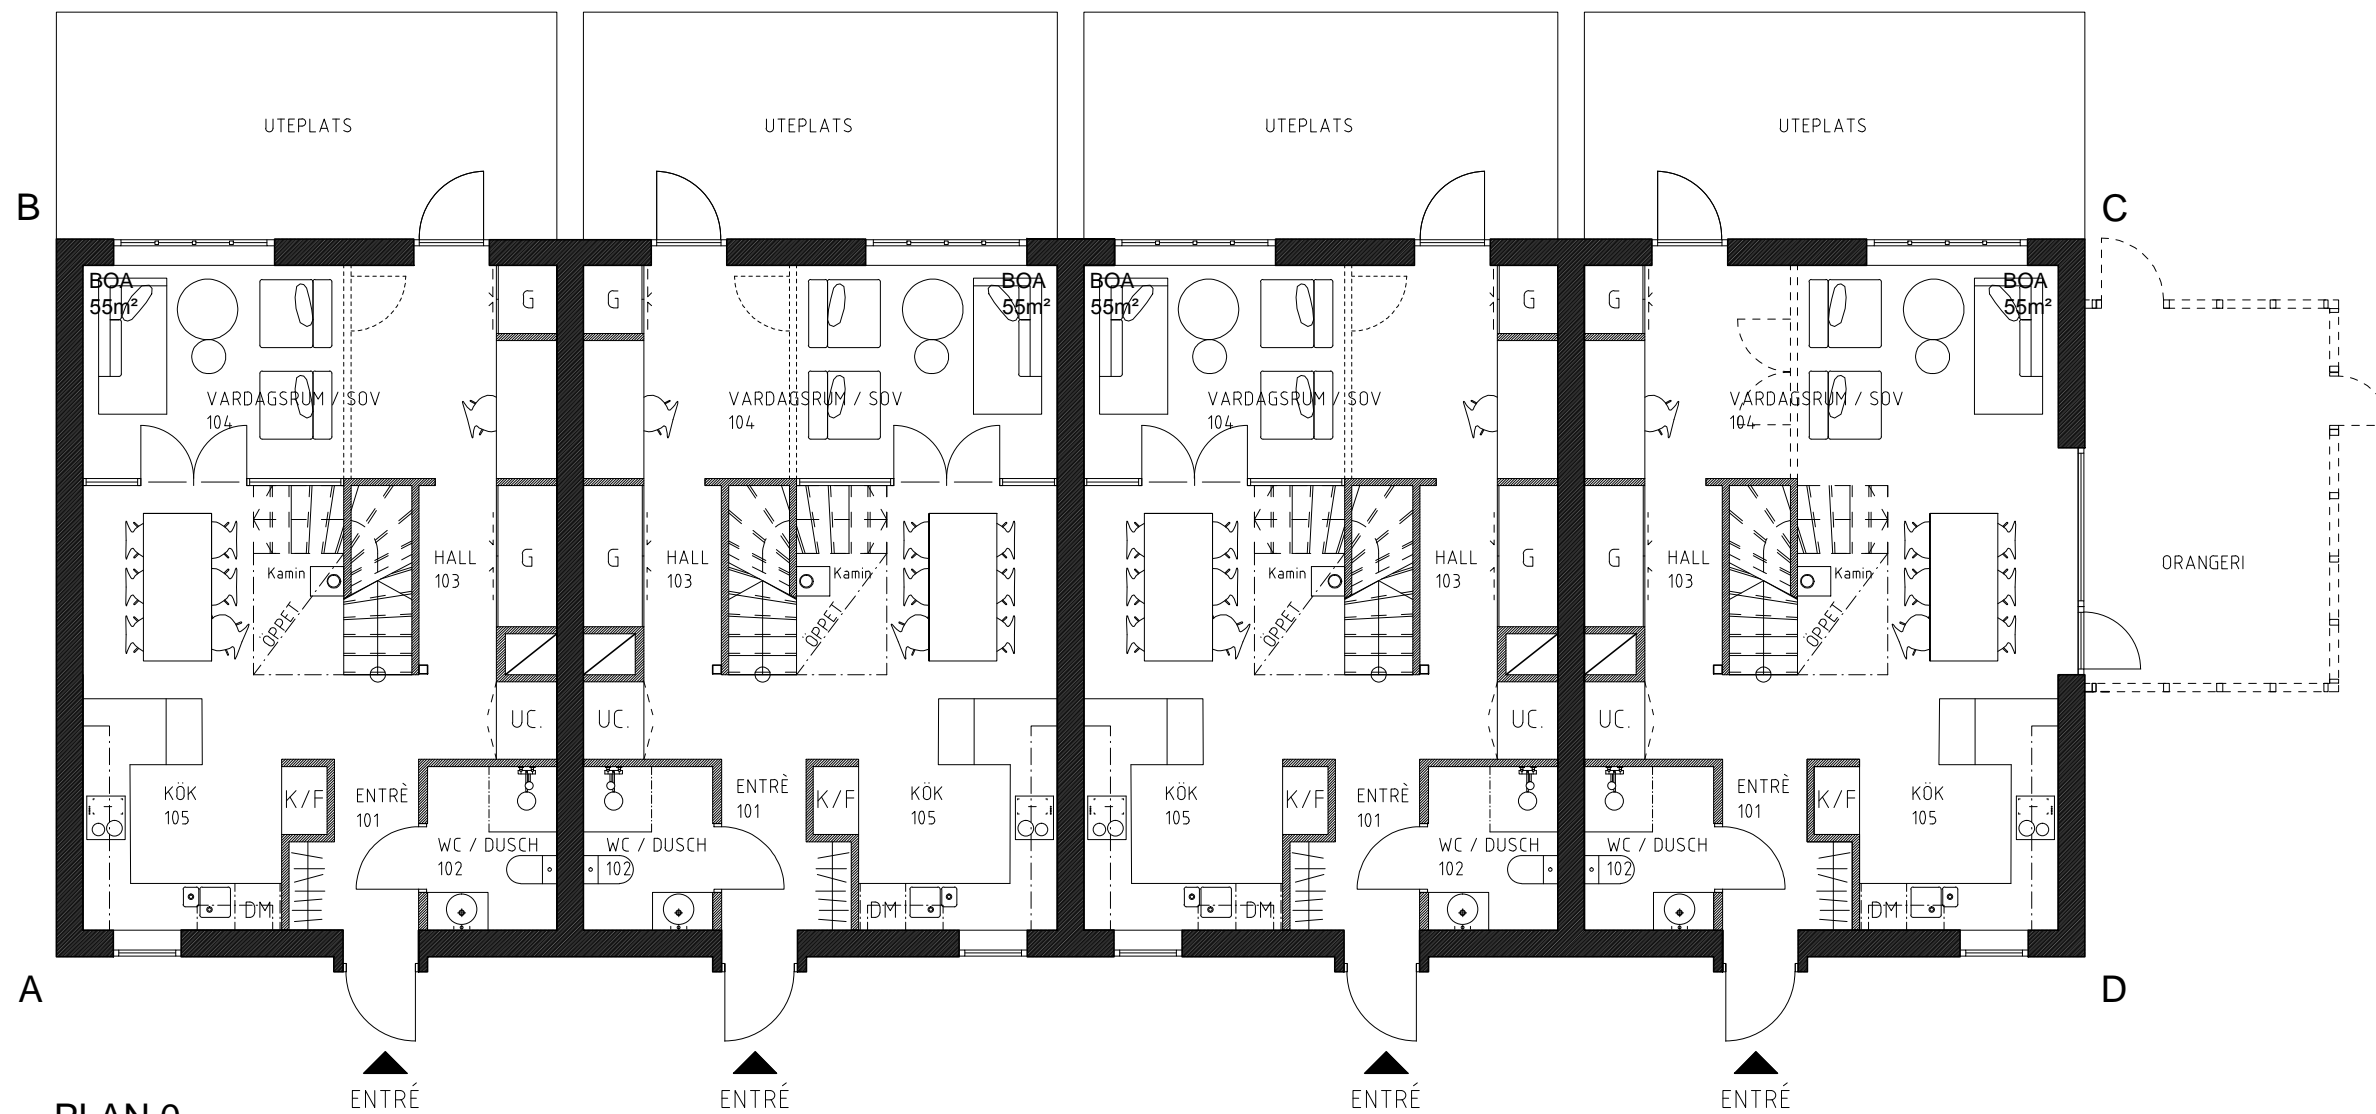 UTEPLATS UTEPLATS UTEPLATS UTEPLATS
B C
BOA BOA BOA BOA
55m² 55m² 55m² 55m²
G G G G
VARDAGSRUM / SOV VARDAGSRUM / SOV VARDAGSRUM / SOV VARDAGSRUM / SOV
104 104 104 104
HALL G G HALL HALL G G HALL
103 103 103 103
Kamin Kamin Kamin Kamin
ORANGERI
ÖPPET ÖPPET ÖPPET ÖPPET
UC. UC. UC. UC.
KÖK K/F ENTRÈ ENTRÈ K/F KÖK KÖK K/F ENTRÈ ENTRÈ K/F KÖK
105 101 101 105 105 101 101 105
WC / DUSCH WC / DUSCH WC / DUSCH WC / DUSCH
102 102 102 102
DM DM DM DM
A D
ENTRÉ ENTRÉ ENTRÉ ENTRÉ
PLAN 0